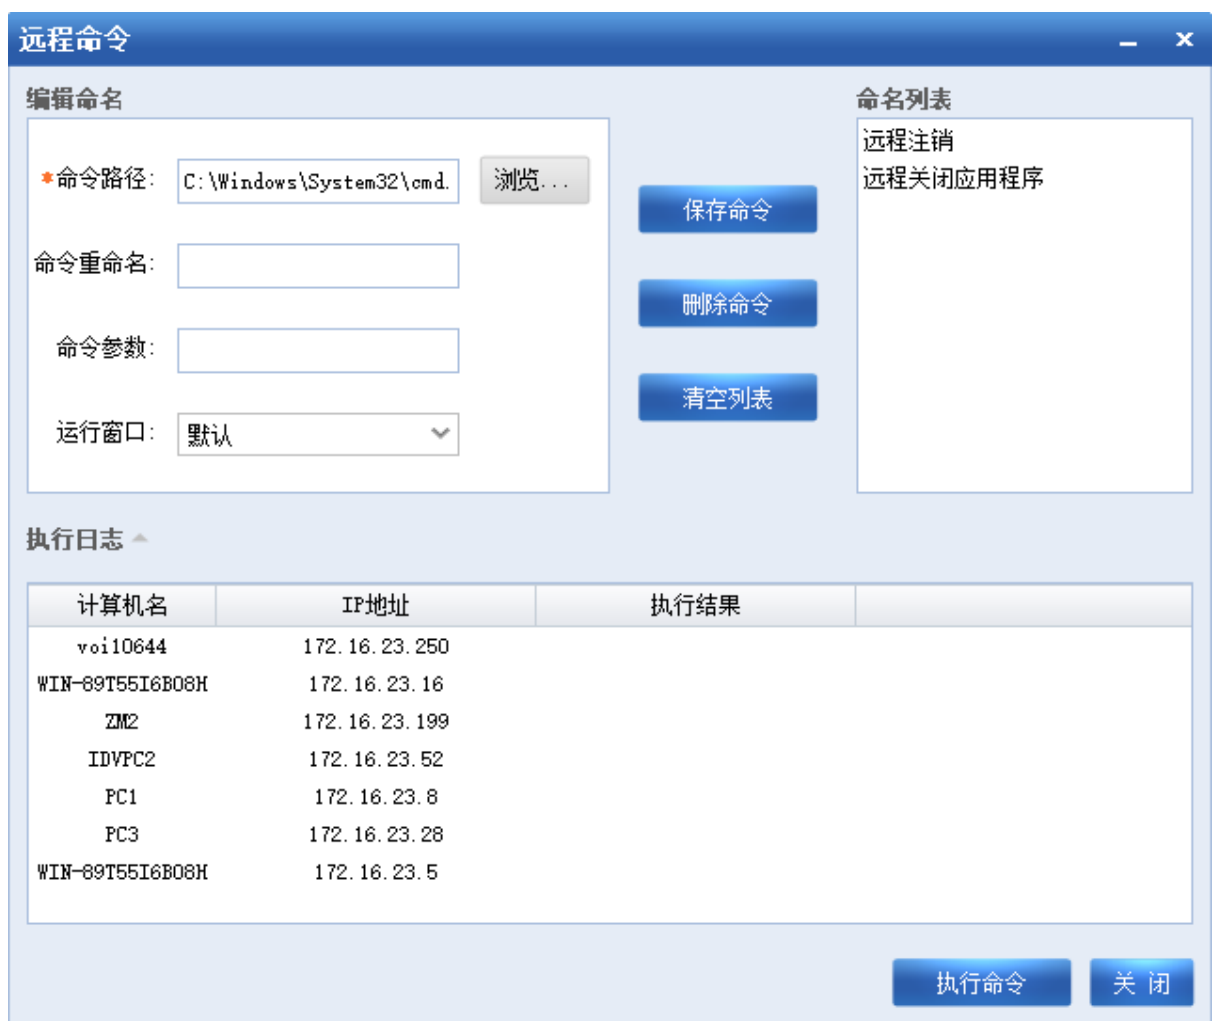 远程命令
编辑命名
命名列表
*命令路径: C:\Windows\System32\cmd. 浏览...
命令重命名:
命令参数:
运行窗口: 默认
保存命令
删除命令
清空列表
远程注销
远程关闭应用程序
执行日志
计算机名 IP地址 执行结果
voi10644 172.16.23.250
WIN-89T55I6B08H 172.16.23.16
ZM2 172.16.23.199
IDVPC2 172.16.23.52
PC1 172.16.23.8
PC3 172.16.23.28
WIN-89T55I6B08H 172.16.23.5
执行命令 关 闭